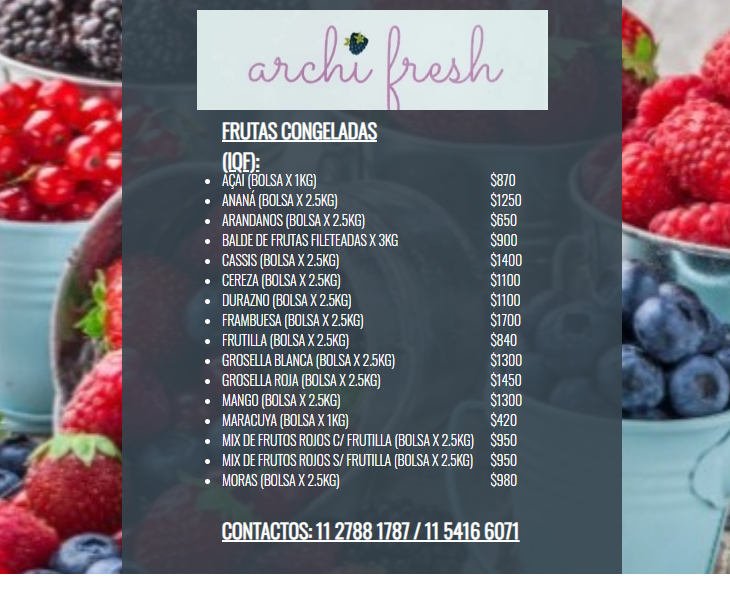 archi fresh
FRUTAS CONGELADAS
(IQF):
AÇAI (BOLSA X 1KG) $870
ANANÁ (BOLSA X 2.5KG) $1250
ARANDANOS (BOLSA X 2.5KG) $650
BALDE DE FRUTAS FILETEADAS X 3KG $900
CASSIS (BOLSA X 2.5KG) $1400
CEREZA (BOLSA X 2.5KG) $1100
DURAZNO (BOLSA X 2.5KG) $1100
FRAMBUESA (BOLSA X 2.5KG) $1700
FRUTILLA (BOLSA X 2.5KG) $840
GROSELLA BLANCA (BOLSA X 2.5KG) $1300
GROSELLA ROJA (BOLSA X 2.5KG) $1450
MANGO (BOLSA X 2.5KG) $1300
MARACUYA (BOLSA X 1KG) $420
MIX DE FRUTOS ROJOS C/ FRUTILLA (BOLSA X 2.5KG) $950
MIX DE FRUTOS ROJOS S/ FRUTILLA (BOLSA X 2.5KG) $950
MORAS (BOLSA X 2.5KG) $980
CONTACTOS: 11 2788 1787 / 11 5416 6071